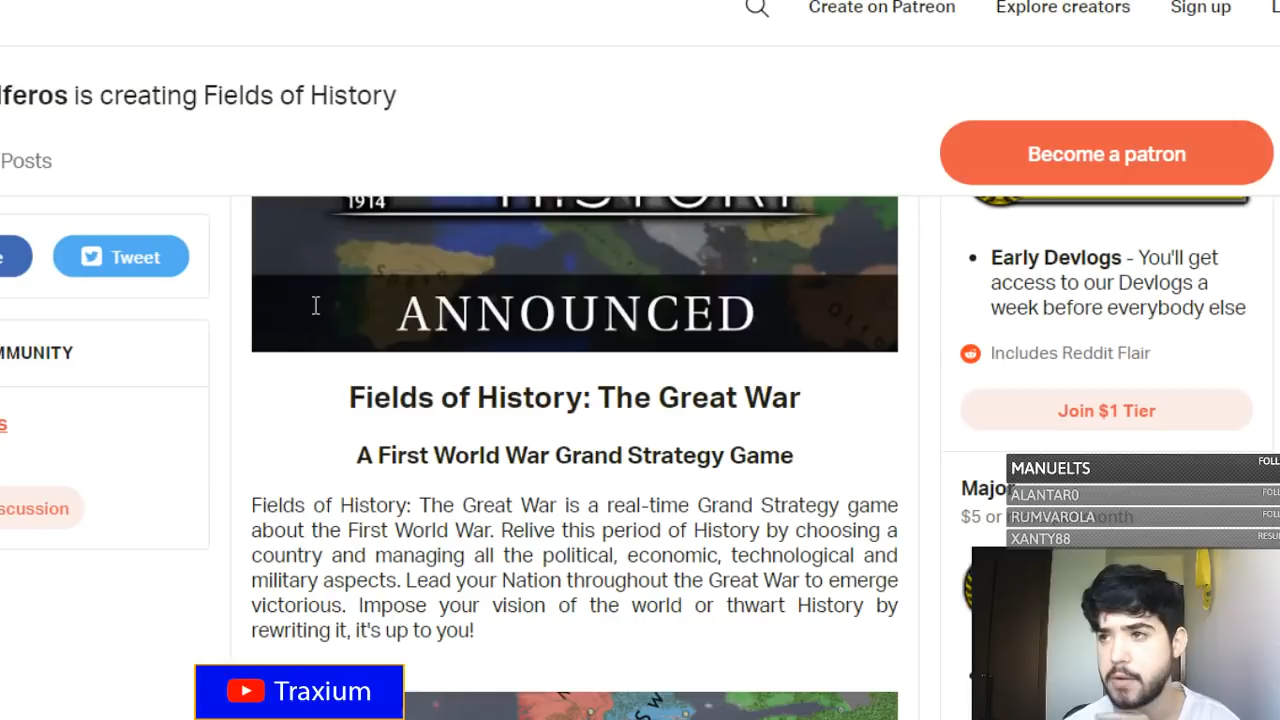 Create on Patreon
Explore creators
Sign up
lferos is creating Fields of History
Posts
Become a patron
Tweet
1914
HISTORY
ANNOUNCED
MMUNITY
scussion
Fields of History: The Great War
A First World War Grand Strategy Game
Fields of History: The Great War is a real-time Grand Strategy game
about the First World War. Relive this period of History by choosing a
country and managing all the political, economic, technological and
military aspects. Lead your Nation throughout the Great War to emerge
victorious. Impose your vision of the world or thwart History by
rewriting it, it's up to you!
Early Devlogs - You'll get
access to our Devlogs a
week before everybody else
Includes Reddit Flair
Join $1 Tier
Major
$5 or
month
MANUELTS FOLL
ALANTAR0 FOLL
RUMVAROLA FOLL
XANTY88 RESU
Traxium